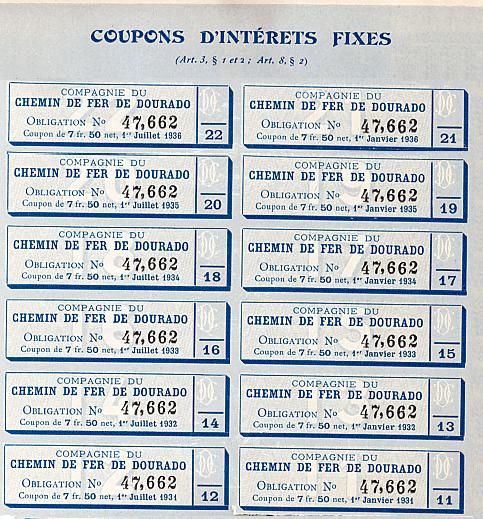 COUPONS D'INTÉRETS FIXES
(Art. 3, § 1 et 2 ; Art. 8, § 2)
COMPAGNIE DU
CHEMIN DE FER DE DOURADO
OBLIGATION No 47,662
Coupon de 7 fr. 50 net, 1er Juillet 1936
22
COMPAGNIE DU
CHEMIN DE FER DE DOURADO
OBLIGATION No 47,662
Coupon de 7 fr. 50 net, 1er Janvier 1936
21
COMPAGNIE DU
CHEMIN DE FER DE DOURADO
OBLIGATION No 47,662
Coupon de 7 fr. 50 net, 1er Juillet 1935
20
COMPAGNIE DU
CHEMIN DE FER DE DOURADO
OBLIGATION No 47,662
Coupon de 7 fr. 50 net, 1er Janvier 1935
19
COMPAGNIE DU
CHEMIN DE FER DE DOURADO
OBLIGATION No 47,662
Coupon de 7 fr. 50 net, 1er Juillet 1934
18
COMPAGNIE DU
CHEMIN DE FER DE DOURADO
OBLIGATION No 47,662
Coupon de 7 fr. 50 net, 1er Janvier 1934
17
COMPAGNIE DU
CHEMIN DE FER DE DOURADO
OBLIGATION No 47,662
Coupon de 7 fr. 50 net, 1er Juillet 1933
16
COMPAGNIE DU
CHEMIN DE FER DE DOURADO
OBLIGATION No 47,662
Coupon de 7 fr. 50 net, 1er Janvier 1933
15
COMPAGNIE DU
CHEMIN DE FER DE DOURADO
OBLIGATION No 47,662
Coupon de 7 fr. 50 net, 1er Juillet 1932
14
COMPAGNIE DU
CHEMIN DE FER DE DOURADO
OBLIGATION No 47,662
Coupon de 7 fr. 50 net, 1er Janvier 1932
13
COMPAGNIE DU
CHEMIN DE FER DE DOURADO
OBLIGATION No 47,662
Coupon de 7 fr. 50 net, 1er Juillet 1931
12
COMPAGNIE DU
CHEMIN DE FER DE DOURADO
OBLIGATION No 47,662
Coupon de 7 fr. 50 net, 1er Janvier 1931
11